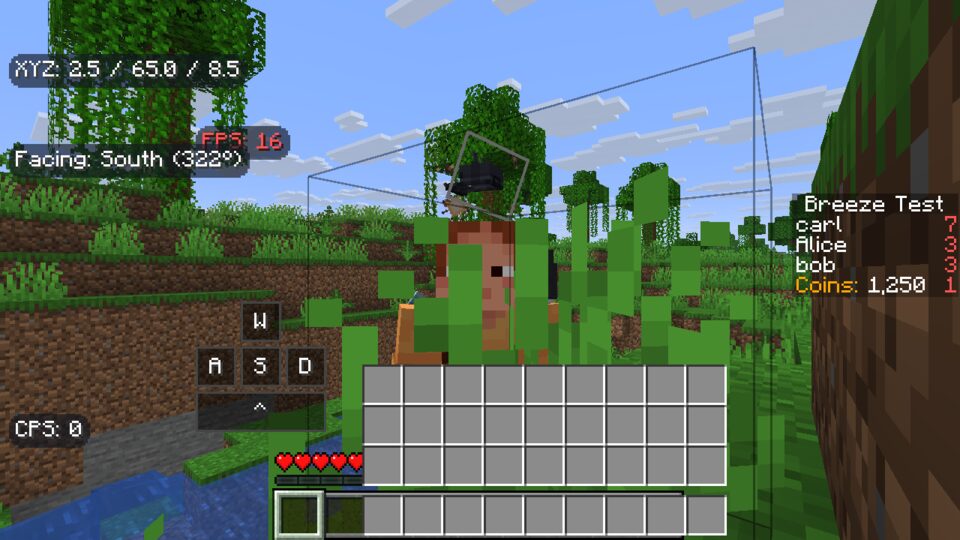 XYZ: 2.5 / 65.0 / 8.5
FPS: 16
Facing: South (322°)
Breeze Test
carl 7
Alice 3
bob 3
Coins: 1,250 1
W
A S D
^
CPS: 0